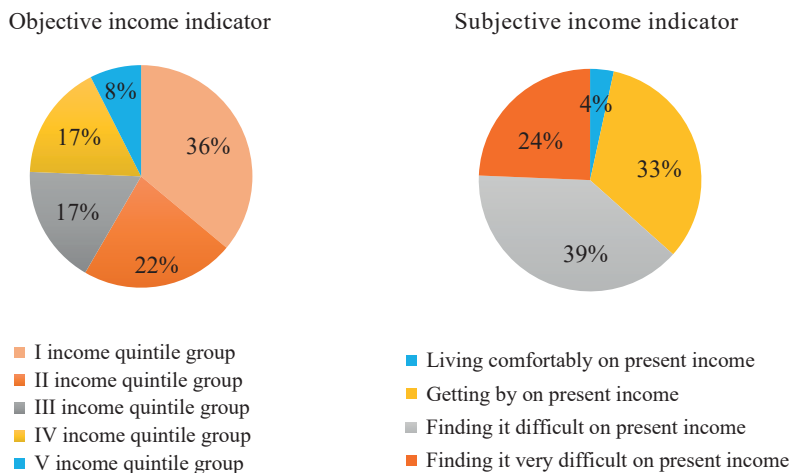 Objective income indicator
8%
36%
17%
17%
22%
I income quintile group
II income quintile group
III income quintile group
IV income quintile group
V income quintile group
Subjective income indicator
4%
24%
33%
39%
Living comfortably on present income
Getting by on present income
Finding it difficult on present income
Finding it very difficult on present income